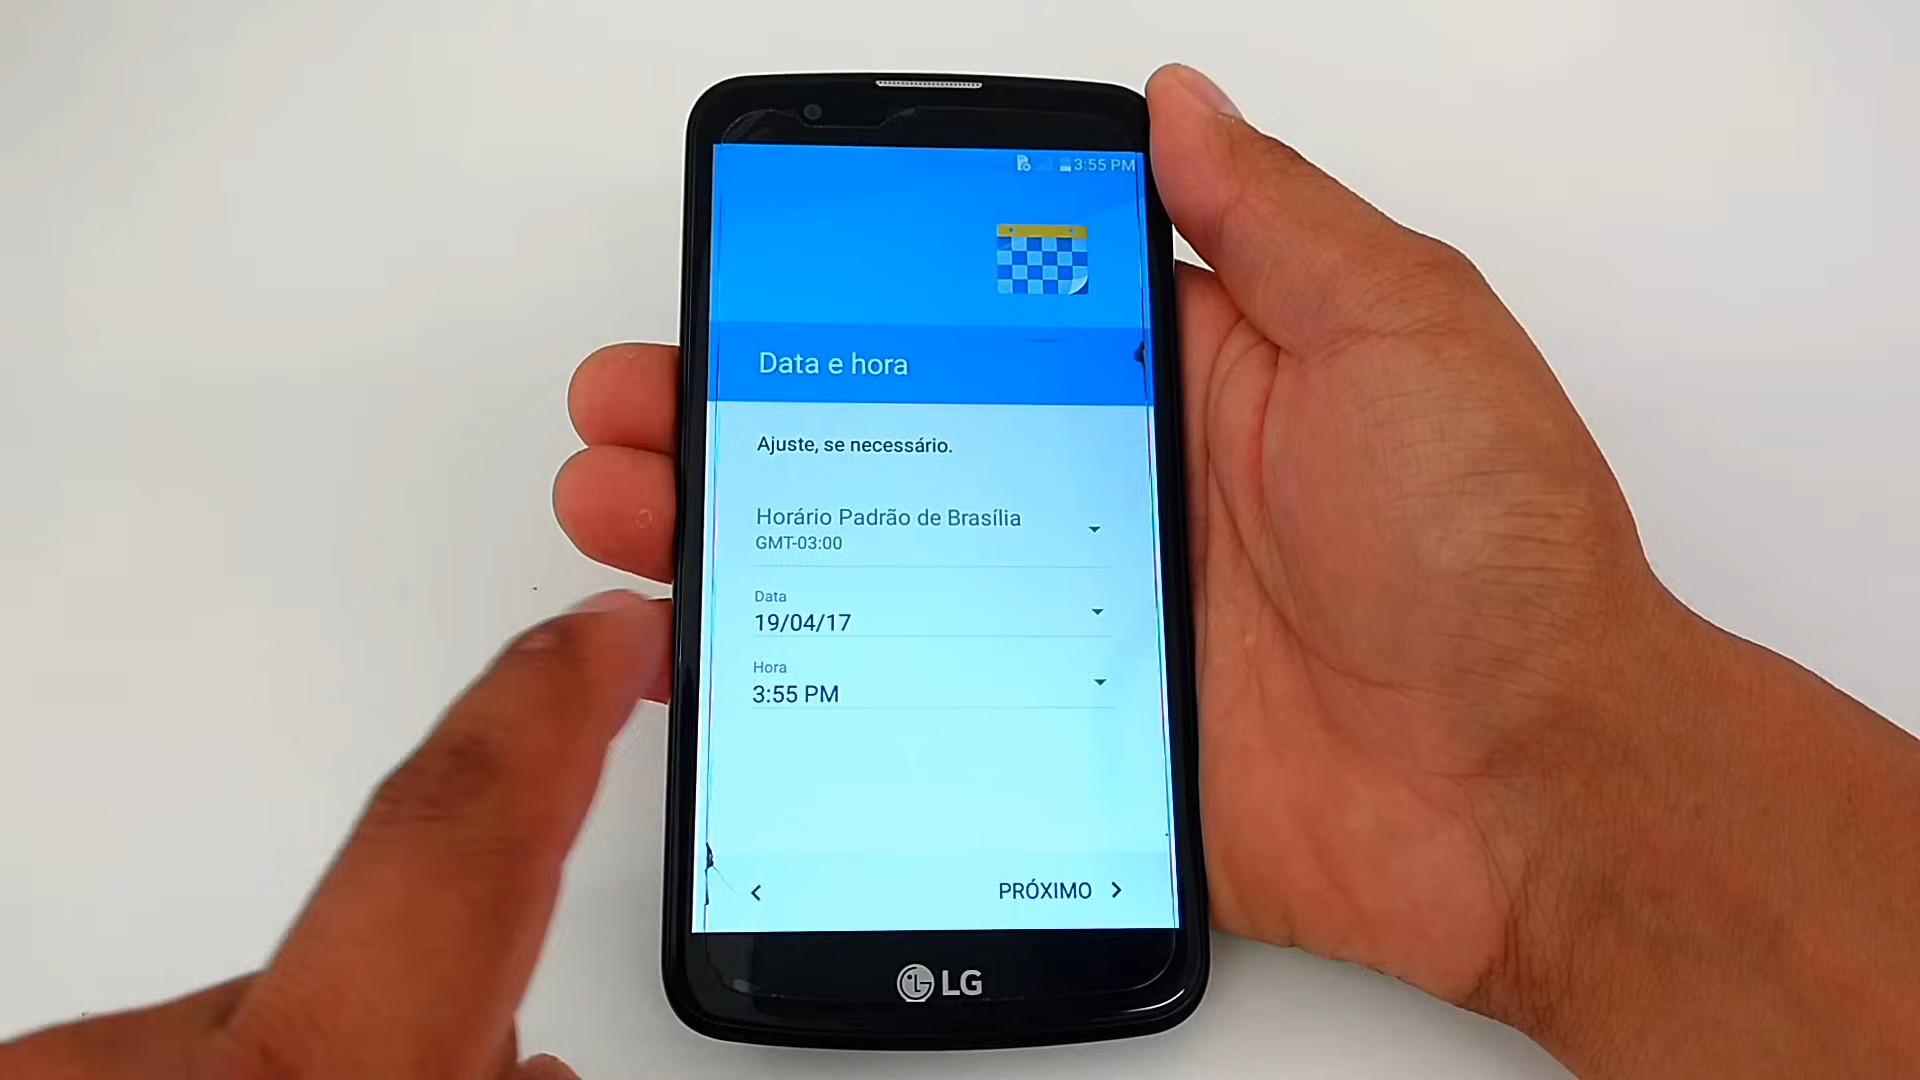 3:55 PM
Data e hora
Ajuste, se necessário.
Horário Padrão de Brasília
GMT-03:00
Data
19/04/17
Hora
3:55 PM
PRÓXIMO
LG